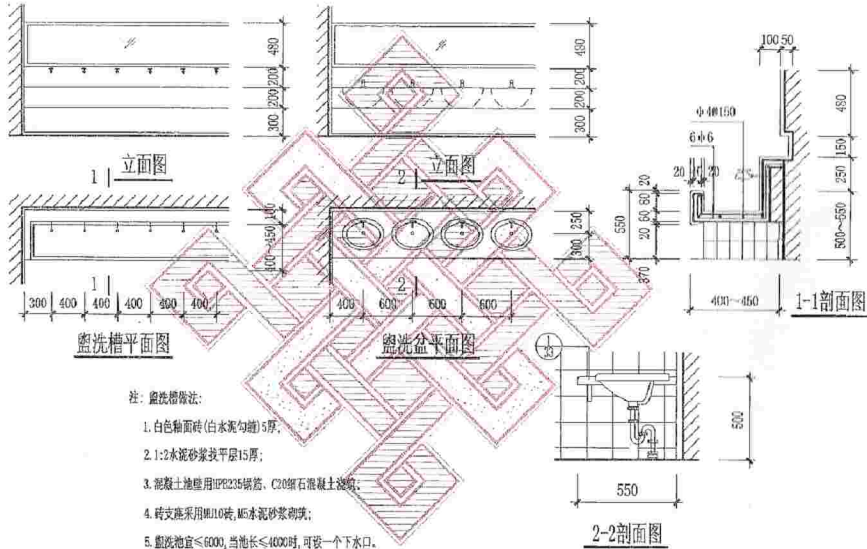 480
200
200
300
立面图
480
200
200
300
立面图
100 50
480
150
250
500~550
Φ4@150
6Φ6
20
20
20
60
60
20
550
370
400~450
1-1剖面图
1
1
100
400~450
300 400 400 400 400 400
盥洗槽平面图
2
2
250
300
400 600 600 600
盥洗盆平面图
1
33
500
550
2-2剖面图
注: 盥洗槽做法:
1.白色釉面砖(白水泥勾缝)5厚;
2.1:2水泥砂浆找平层15厚;
3.混凝土池壁用HPB235钢筋、C20细石混凝土浇筑;
4.砖支座采用MU10砖,M5水泥砂浆砌筑;
5.盥洗池宜≤6000,当池长≤4000时,可设一个下水口。